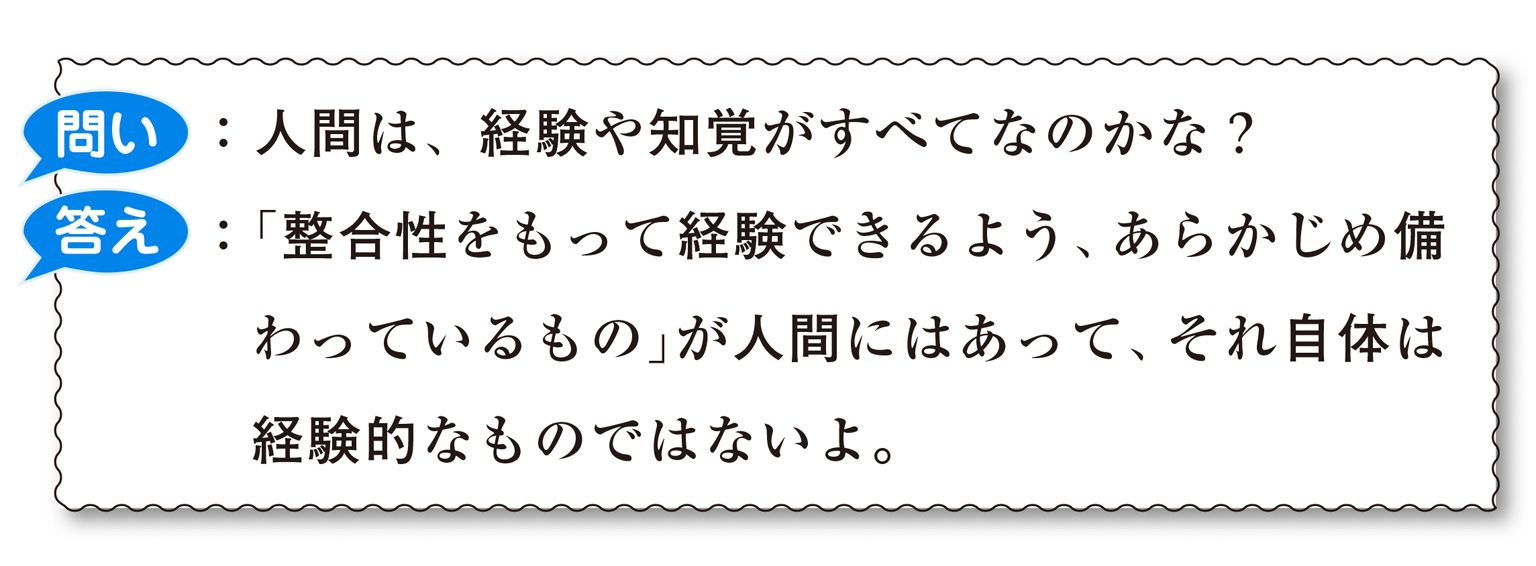 問い：人間は、経験や知覚がすべてなのかな？
答え：「整合性をもって経験できるよう、あらかじめ備
わっているもの」が人間にはあって、それ自体は
経験的なものではないよ。